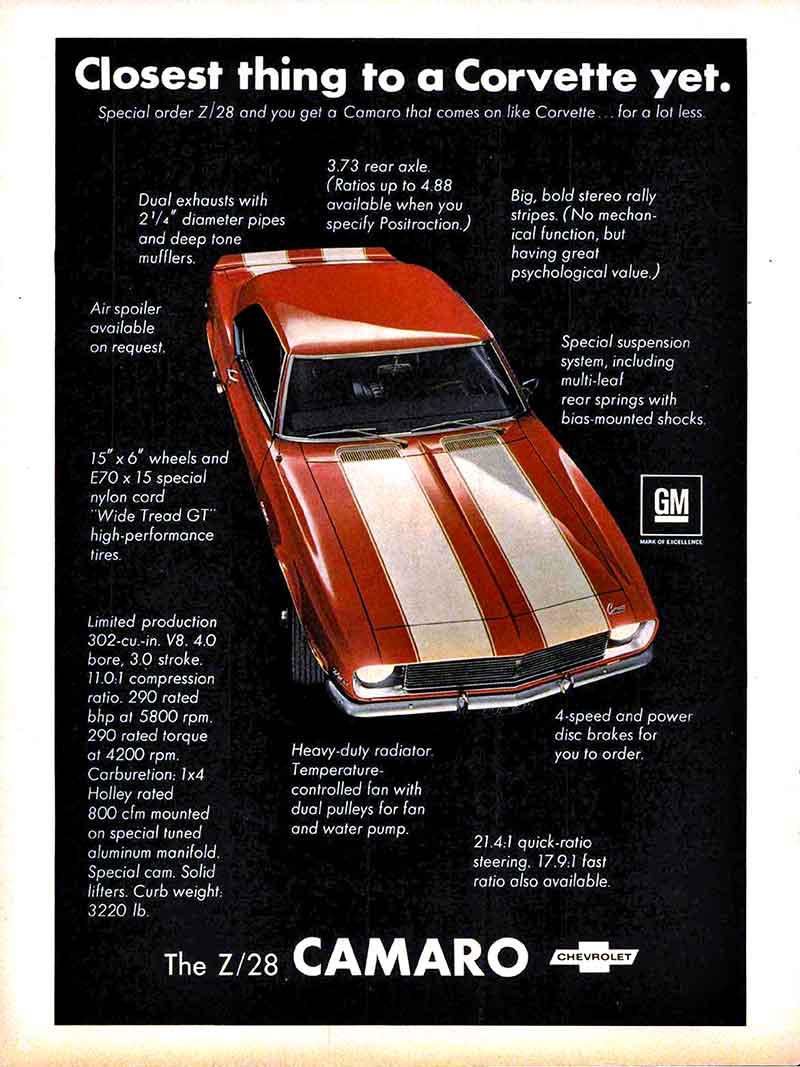 Closest thing to a Corvette yet.
Special order Z/28 and you get a Camaro that comes on like Corvette...for a lot less.
3.73 rear axle.
(Ratios up to 4.88
available when you
specify Positraction.)
Dual exhausts with
2 1/4" diameter pipes
and deep tone
mufflers.
Big, bold stereo rally
stripes. (No mechan-
ical function, but
having great
psychological value.)
Air spoiler
available
on request.
Special suspension
system, including
multi-leaf
rear springs with
bias-mounted shocks.
15" x 6" wheels and
E70 x 15 special
nylon cord
"Wide Tread GT"
high-performance
tires.
GM
MARK OF EXCELLENCE
Limited production
302-cu.-in. V8. 4.0
bore, 3.0 stroke.
11.0:1 compression
ratio. 290 rated
bhp at 5800 rpm.
290 rated torque
at 4200 rpm.
Carburetion: 1x4
Holley rated
800 cfm mounted
on special tuned
aluminum manifold.
Special cam. Solid
lifters. Curb weight:
3220 lb.
Camaro
Heavy-duty radiator.
Temperature-
controlled fan with
dual pulleys for fan
and water pump.
4-speed and power
disc brakes for
you to order.
21.4:1 quick-ratio
steering. 17.9:1 fast
ratio also available.
The Z/28 CAMARO
CHEVROLET